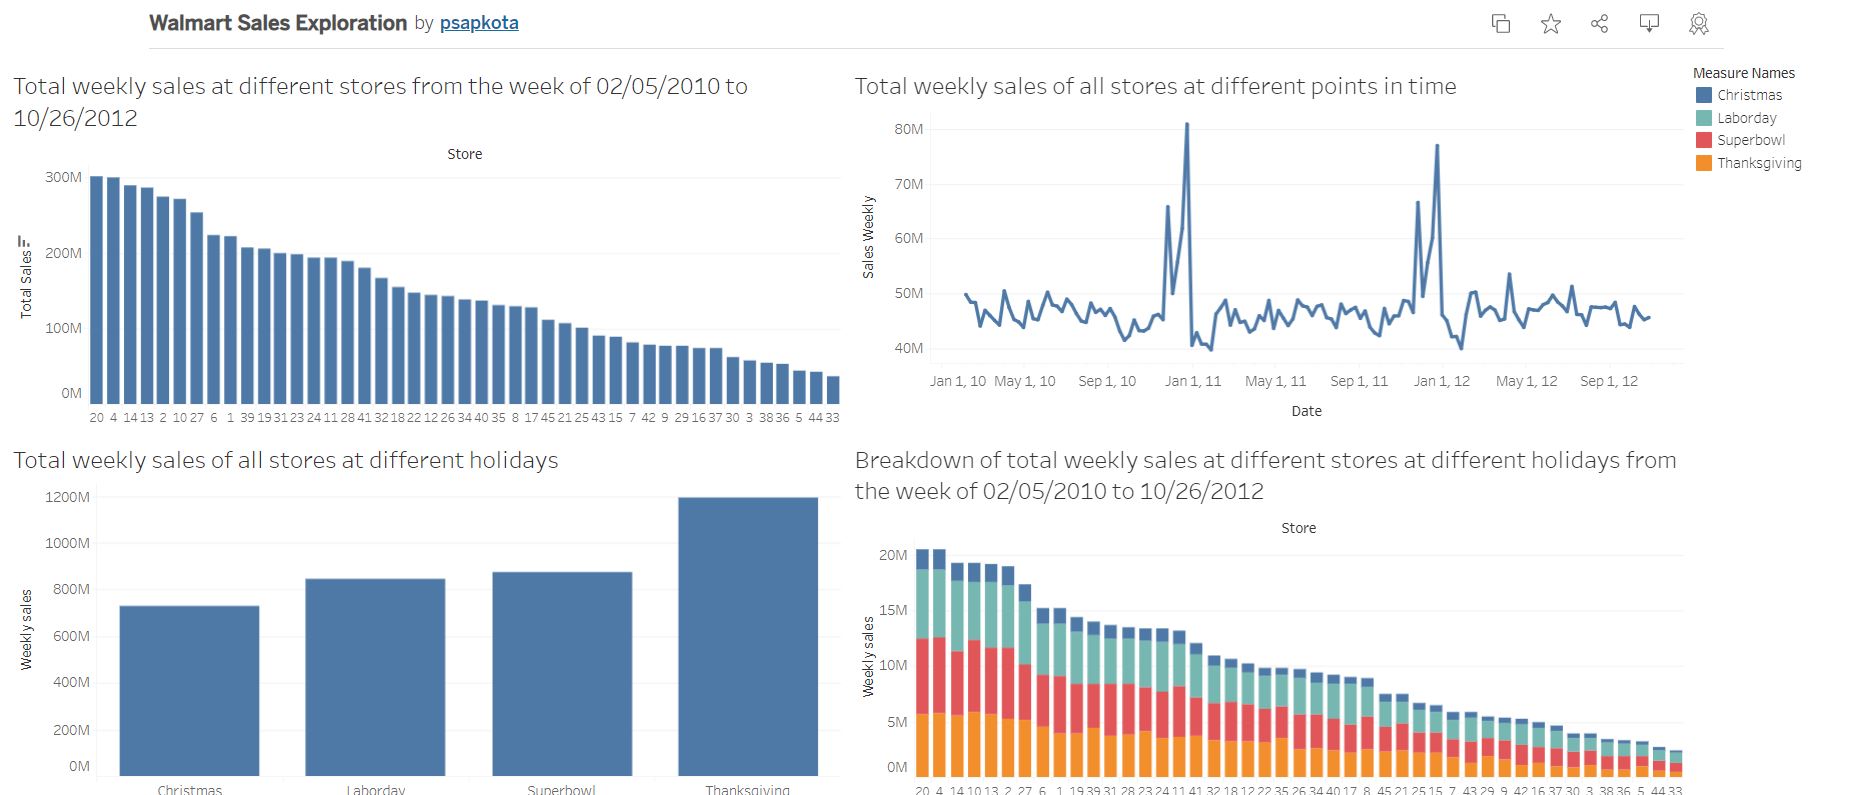 Walmart Sales Exploration by psapkota
Total weekly sales at different stores from the week of 02/05/2010 to
10/26/2012
Store
300M
200M
100M
0M
Total Sales
20 4 14 13 2 10 27 6 1 39 19 31 23 24 11 28 41 32 18 22 12 26 34 40 35 8 17 45 21 25 43 15 7 42 9 29 16 37 30 3 38 36 5 44 33
Total weekly sales of all stores at different points in time
80M
70M
60M
50M
40M
Sales Weekly
Jan 1, 10 May 1, 10 Sep 1, 10 Jan 1, 11 May 1, 11 Sep 1, 11 Jan 1, 12 May 1, 12 Sep 1, 12
Date
Measure Names
Christmas
Laborday
Superbowl
Thanksgiving
Total weekly sales of all stores at different holidays
1200M
1000M
800M
600M
400M
200M
0M
Weekly sales
Christmas Laborday Superbowl Thanksgiving
Breakdown of total weekly sales at different stores at different holidays from
the week of 02/05/2010 to 10/26/2012
Store
20M
15M
10M
5M
0M
Weekly sales
20 4 14 10 13 2 27 6 1 19 39 31 28 23 24 11 41 32 18 12 22 35 26 34 40 17 8 45 21 25 15 7 43 29 9 42 16 37 30 3 38 36 5 44 33